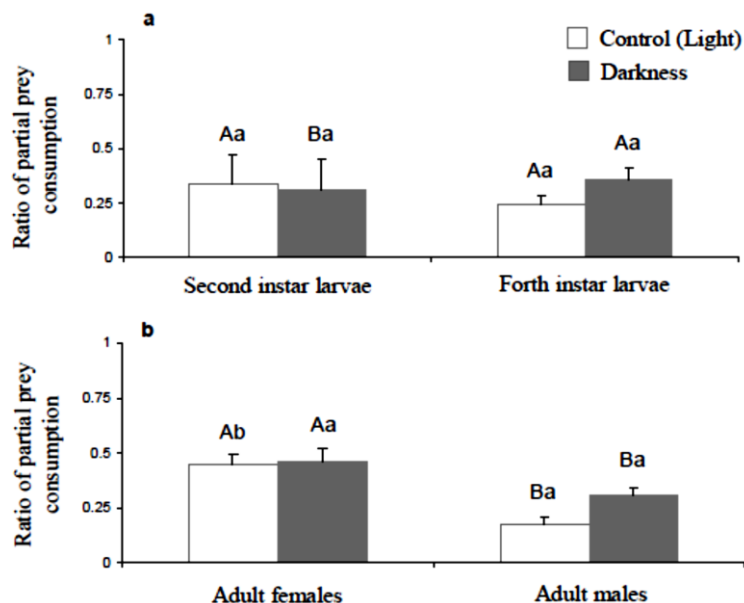 a
Control (Light)
Darkness
Ratio of partial prey
consumption
1
0.75
0.5
0.25
0
Aa
Ba
Aa
Aa
Second instar larvae
Forth instar larvae
b
Ratio of partial prey
consumption
1
0.75
0.5
0.25
0
Ab
Aa
Ba
Ba
Adult females
Adult males